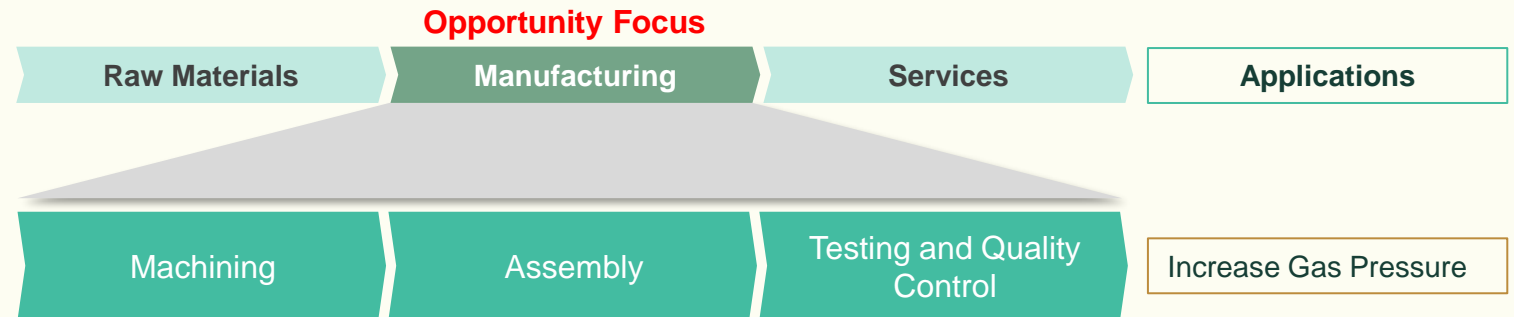 Opportunity Focus
Raw Materials
Manufacturing
Services
Applications
Machining
Assembly
Testing and Quality
Control
Increase Gas Pressure